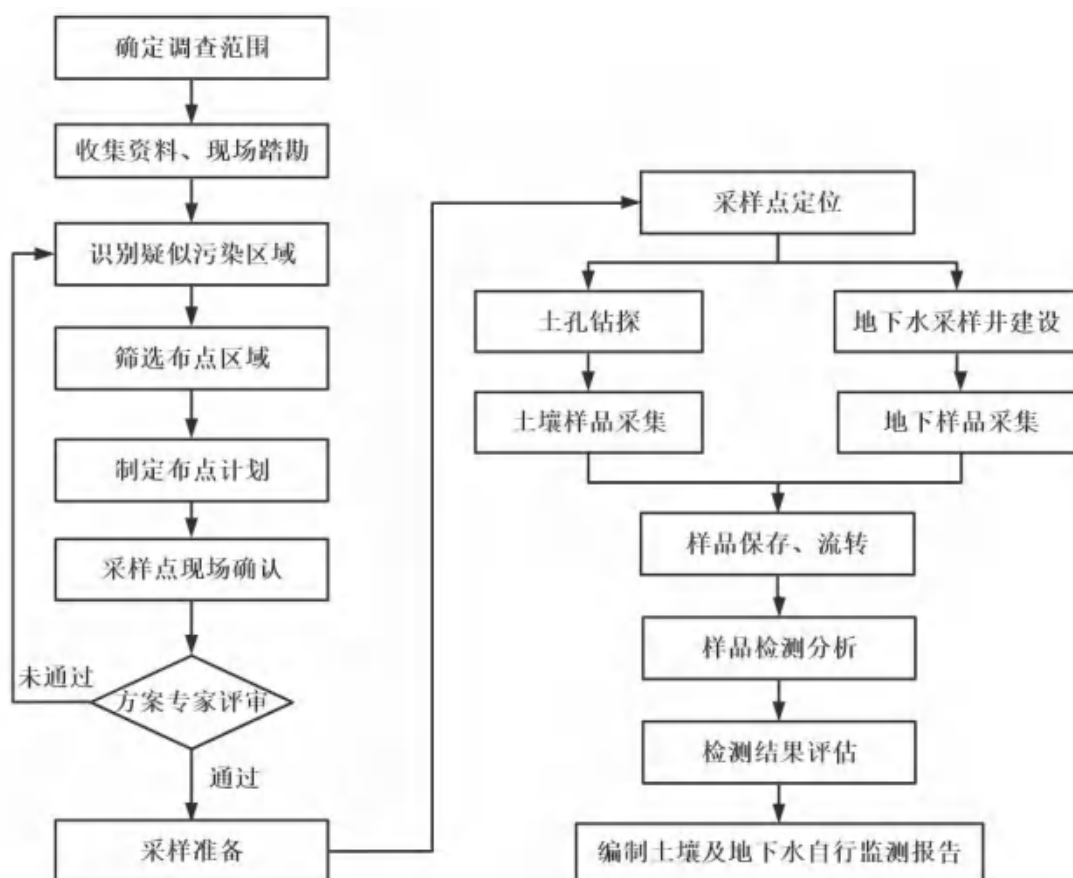 确定调查范围
收集资料、现场踏勘
识别疑似污染区域
筛选布点区域
制定布点计划
采样点现场确认
未通过
方案专家评审
通过
采样准备
采样点定位
土孔钻探
地下水采样井建设
土壤样品采集
地下样品采集
样品保存、流转
样品检测分析
检测结果评估
编制土壤及地下水自行监测报告